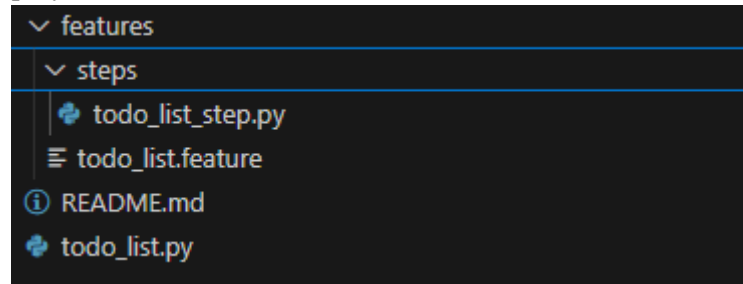 features
steps
todo_list_step.py
todo_list.feature
README.md
todo_list.py